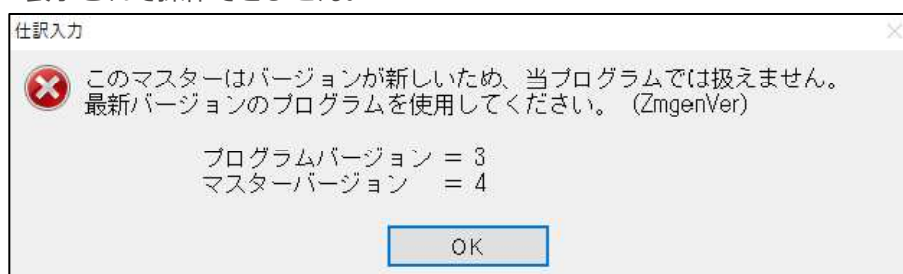 仕訳入力
このマスターはバージョンが新しいため、当プログラムでは扱えません。
最新バージョンのプログラムを使用してください。 (ZmgenVer)
プログラムバージョン = 3
マスターバージョン = 4
OK